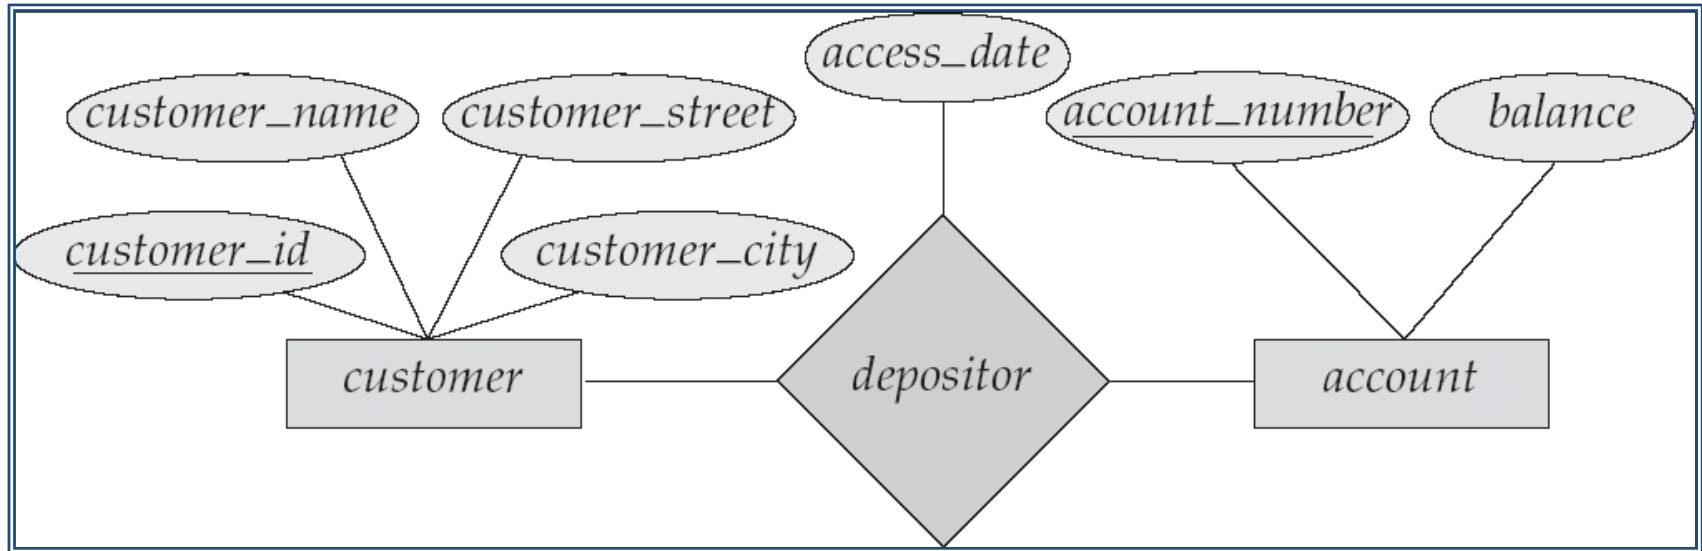 access_date
customer_name
customer_street
account_number
balance
customer_id
customer_city
customer
depositor
account